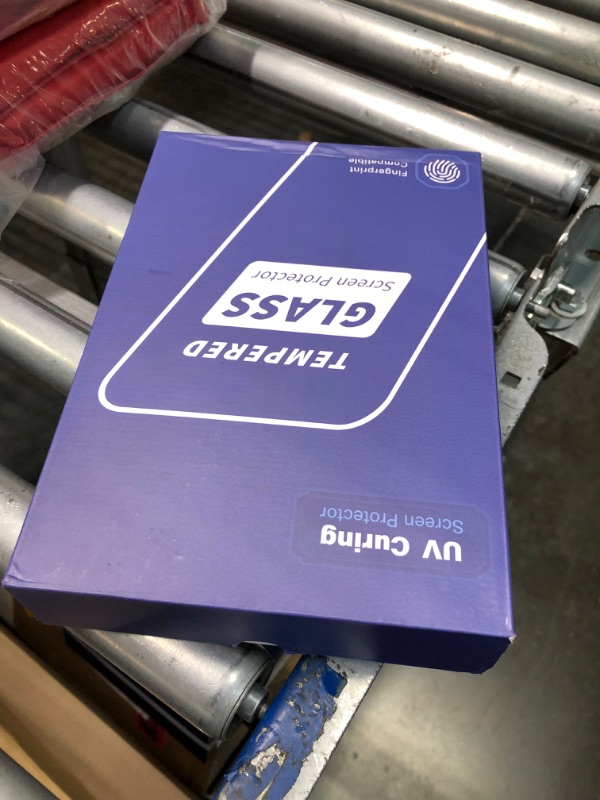 UV Curing
Screen Protector
TEMPERED
GLASS
Screen Protector
Fingerprint
Compatible